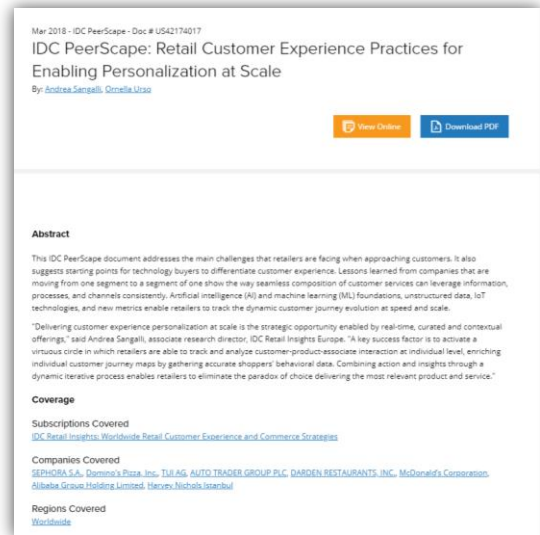 Mar 2018 - IDC PeerScape - Doc # US42174017
IDC PeerScape: Retail Customer Experience Practices for
Enabling Personalization at Scale
By: Andrea Sangalli, Ornella Urso
View Online
Download PDF
Abstract
This IDC PeerScape document addresses the main challenges that retailers are facing when approaching customers. It also
suggests starting points for technology buyers to differentiate customer experience. Lessons learned from companies that are
moving from one segment to a segment of one show the way seamless composition of customer services can leverage information,
processes, and channels consistently. Artificial intelligence (AI) and machine learning (ML) foundations, unstructured data, IoT
technologies, and new metrics enable retailers to track the dynamic customer journey evolution at speed and scale.
"Delivering customer experience personalization at scale is the strategic opportunity enabled by real-time, curated and contextual
offerings," said Andrea Sangalli, associate research director, IDC Retail Insights Europe. "A key success factor is to activate a
virtuous circle in which retailers are able to track and analyze customer-product-associate interaction at individual level, enriching
individual customer journey maps by gathering accurate shoppers' behavioral data. Combining action and insights through a
dynamic iterative process enables retailers to eliminate the paradox of choice delivering the most relevant product and service."
Coverage
Subscriptions Covered
IDC Retail Insights: Worldwide Retail Customer Experience and Commerce Strategies
Companies Covered
SEPHORA S.A., Domino's Pizza, Inc., TUI AG, AUTO TRADER GROUP PLC, DARDEN RESTAURANTS, INC., McDonald's Corporation,
Alibaba Group Holding Limited, Harvey Nichols Istanbul
Regions Covered
Worldwide